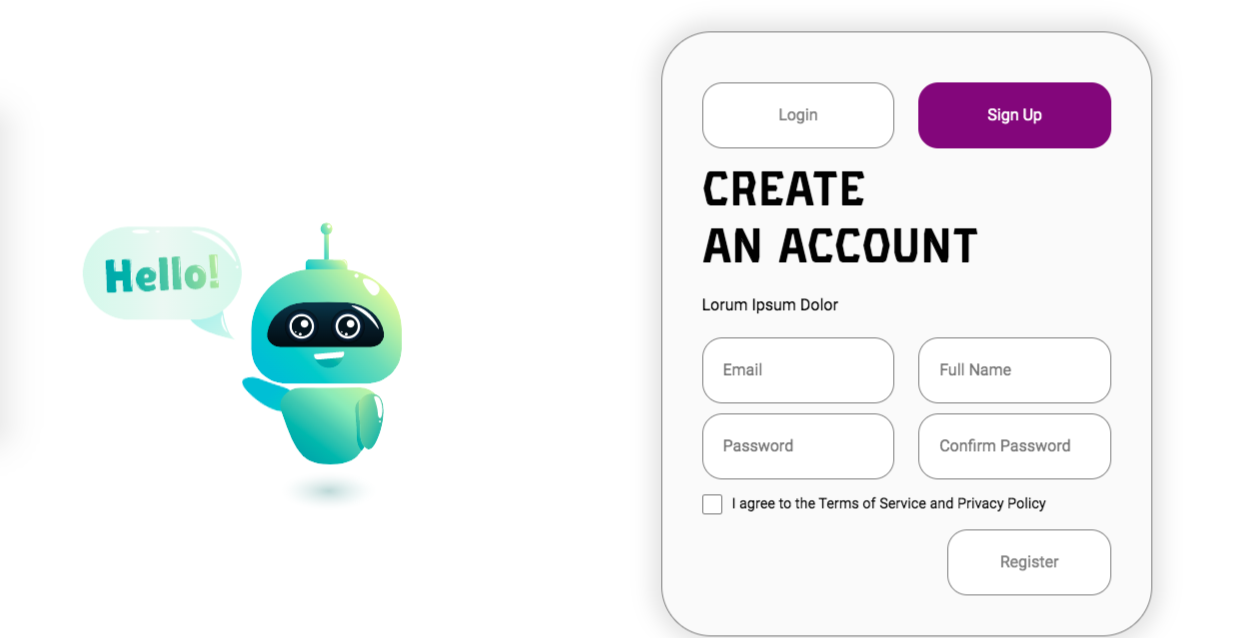 Hello!
Login
Sign Up
CREATE
AN ACCOUNT
Lorum Ipsum Dolor
Email
Full Name
Password
Confirm Password
I agree to the Terms of Service and Privacy Policy
Register